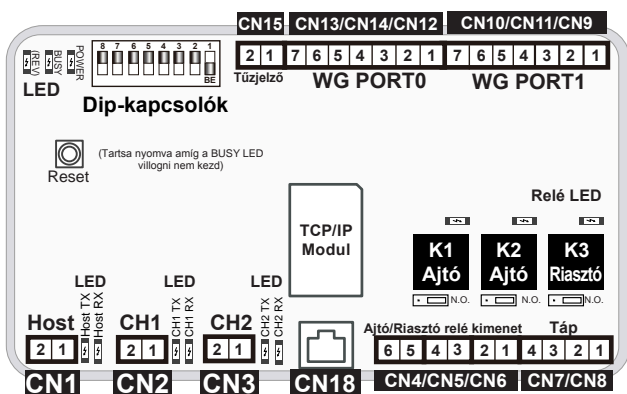 CN15 CN13/CN14/CN12 CN10/CN11/CN9
8 7 6 5 4 3 2 1
BE
2 1 7 6 5 4 3 2 1 7 6 5 4 3 2 1
Tűzjelző WG PORT0 WG PORT1
(REV)
BUSY
POWER
LED
Dip-kapcsolók
Reset
(Tartsa nyomva amíg a BUSY LED
villogni nem kezd)
TCP/IP
Modul
Relé LED
K1
Ajtó
K2
Ajtó
K3
Riasztó
N.O. N.O. N.O.
LED LED LED
Host
Host TX
Host RX
CH1
CH1 TX
CH1 RX
CH2
CH2 TX
CH2 RX
Ajtó/Riasztó relé kimenet Táp
2 1 2 1 2 1 6 5 4 3 2 1 4 3 2 1
CN1 CN2 CN3 CN18 CN4/CN5/CN6 CN7/CN8